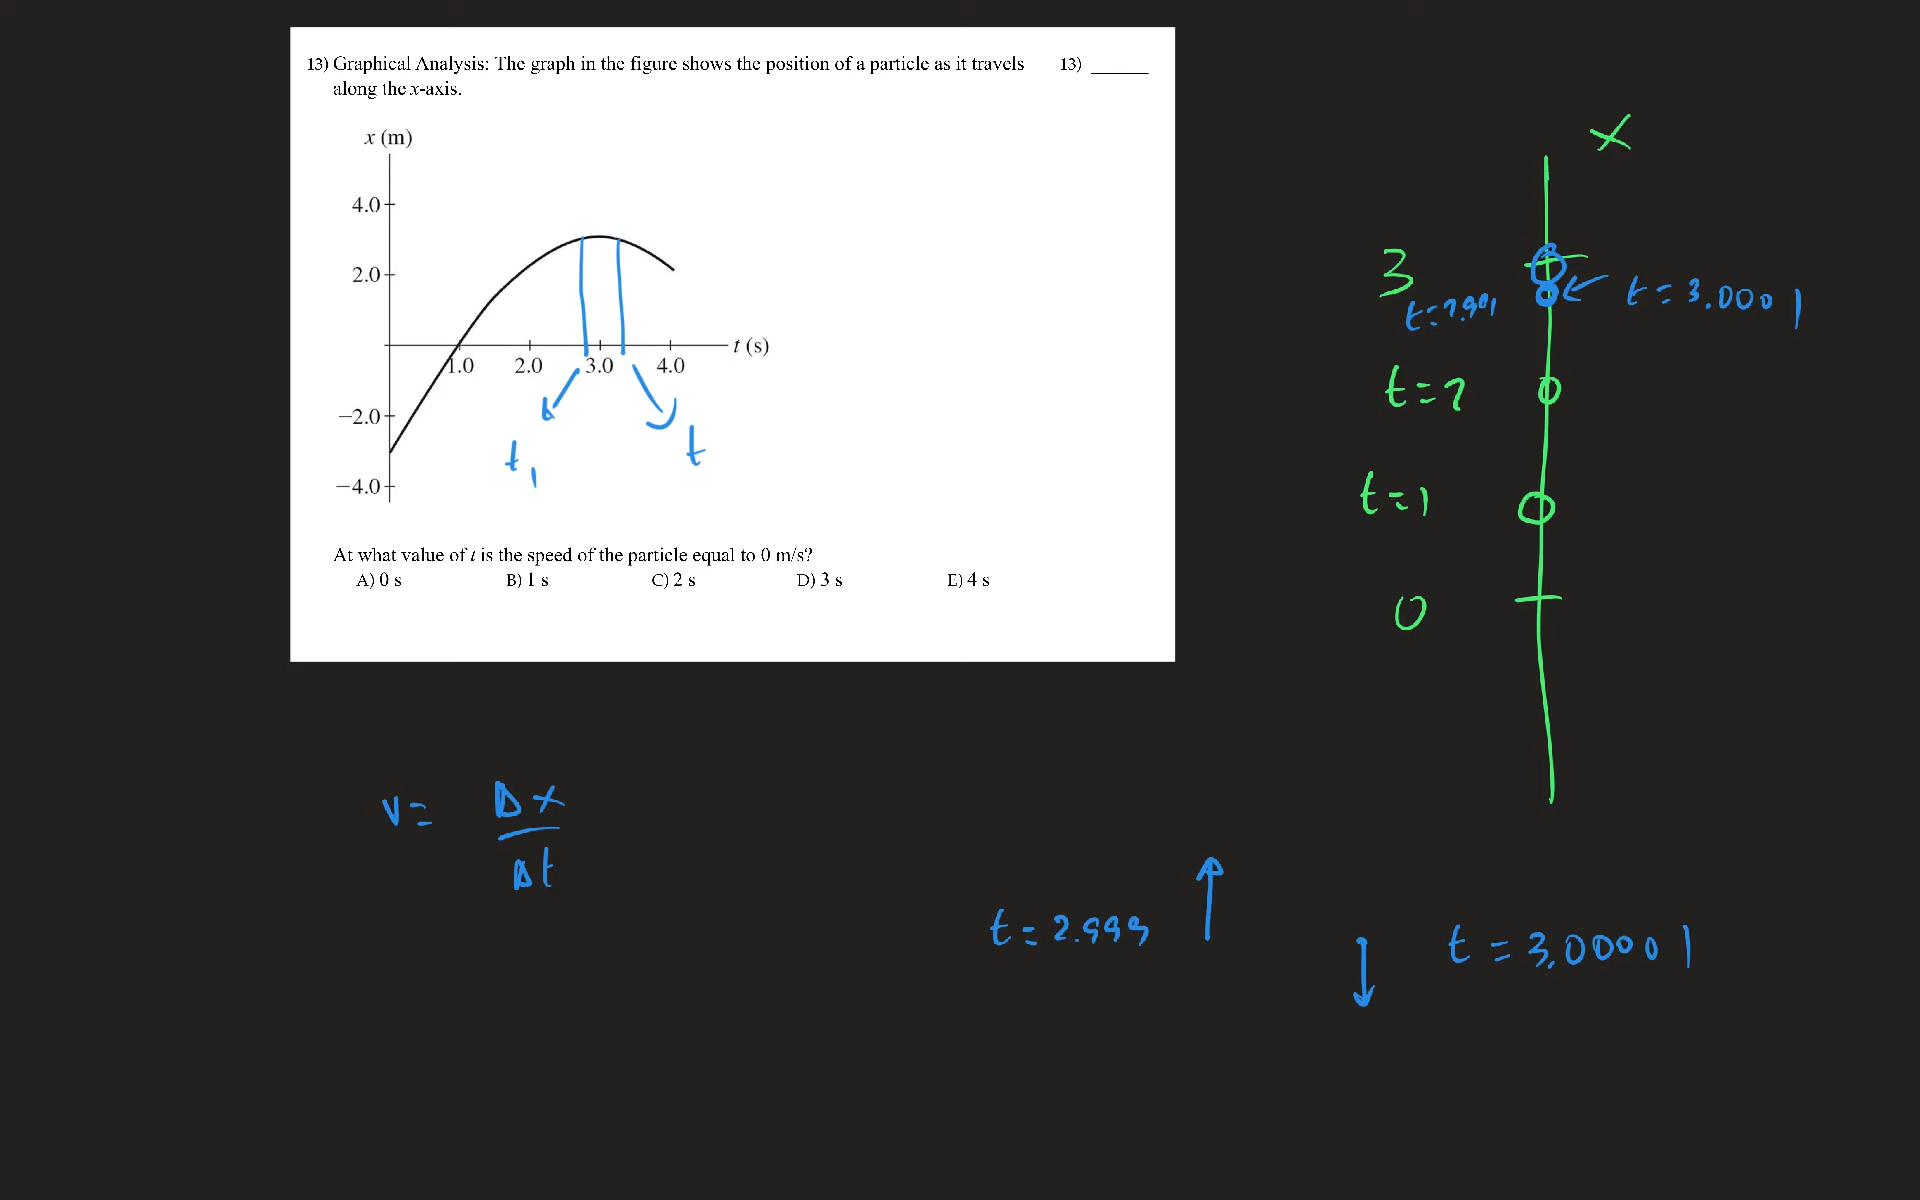 13) Graphical Analysis: The graph in the figure shows the position of a particle as it travels
along the x-axis.
13) ______
x (m)
4.0
2.0
t (s)
1.0 2.0 3.0 4.0
−2.0
−4.0
t₁
t
At what value of t is the speed of the particle equal to 0 m/s?
A) 0 s B) 1 s C) 2 s D) 3 s E) 4 s
x
3
t = 3.0001
t = 2
t = 1
0
v = Δx
Δt
t = 2.999
t = 3.00001